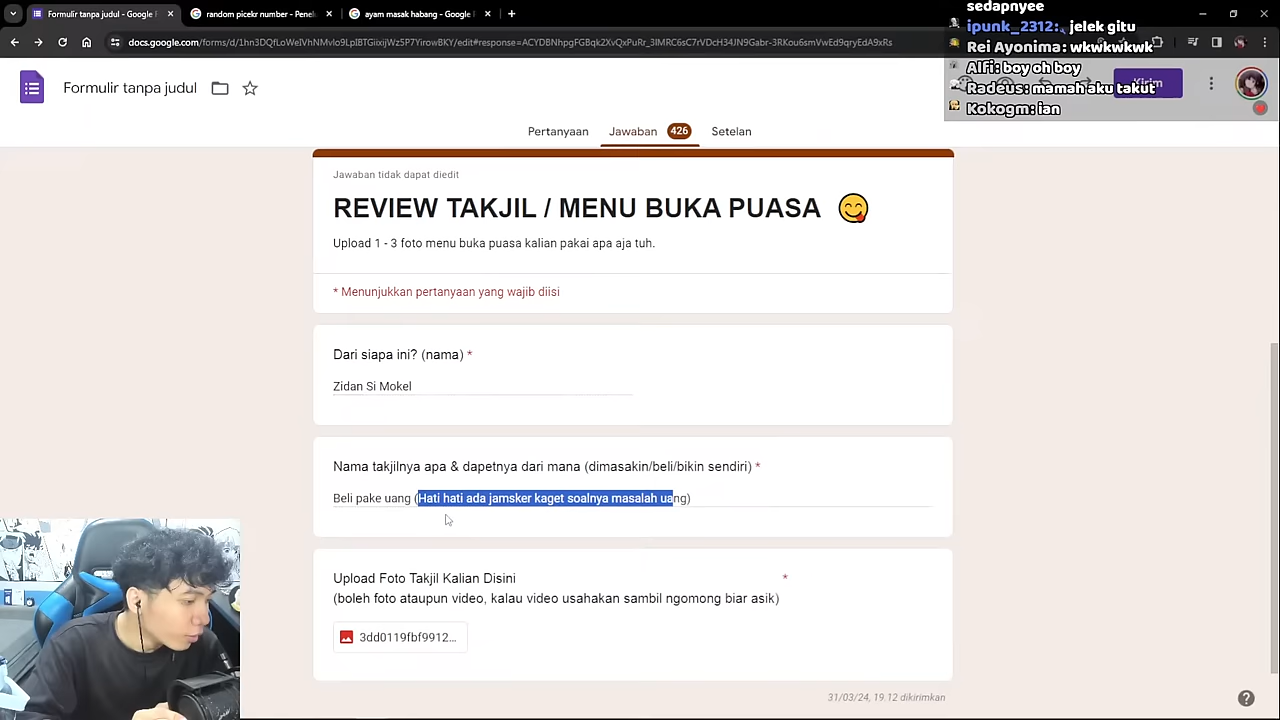 Formulir tanpa judul - Google F
random picekr number - Penel
ayam masak habang - Google P
docs.google.com/forms/d/
Formulir tanpa judul
Kirim
Pertanyaan
Jawaban
426
Setelan
sedapnyee
ipunk_2312: jelek gitu
Rei Ayonima: wkwkwkwk
Alfi: boy oh boy
Radeus: mamah aku takut
Kokogm: ian
Jawaban tidak dapat diedit
REVIEW TAKJIL / MENU BUKA PUASA 😋
Upload 1 - 3 foto menu buka puasa kalian pakai apa aja tuh.
* Menunjukkan pertanyaan yang wajib diisi
Dari siapa ini? (nama) *
Zidan Si Mokel
Nama takjilnya apa & dapetnya dari mana (dimasakin/beli/bikin sendiri) *
Beli pake uang (Hati hati ada jamsker kaget soalnya masalah uang)
Upload Foto Takjil Kalian Disini *
(boleh foto ataupun video, kalau video usahakan sambil ngomong biar asik)
3dd0119fbf9912...
31/03/24, 19.12 dikirimkan